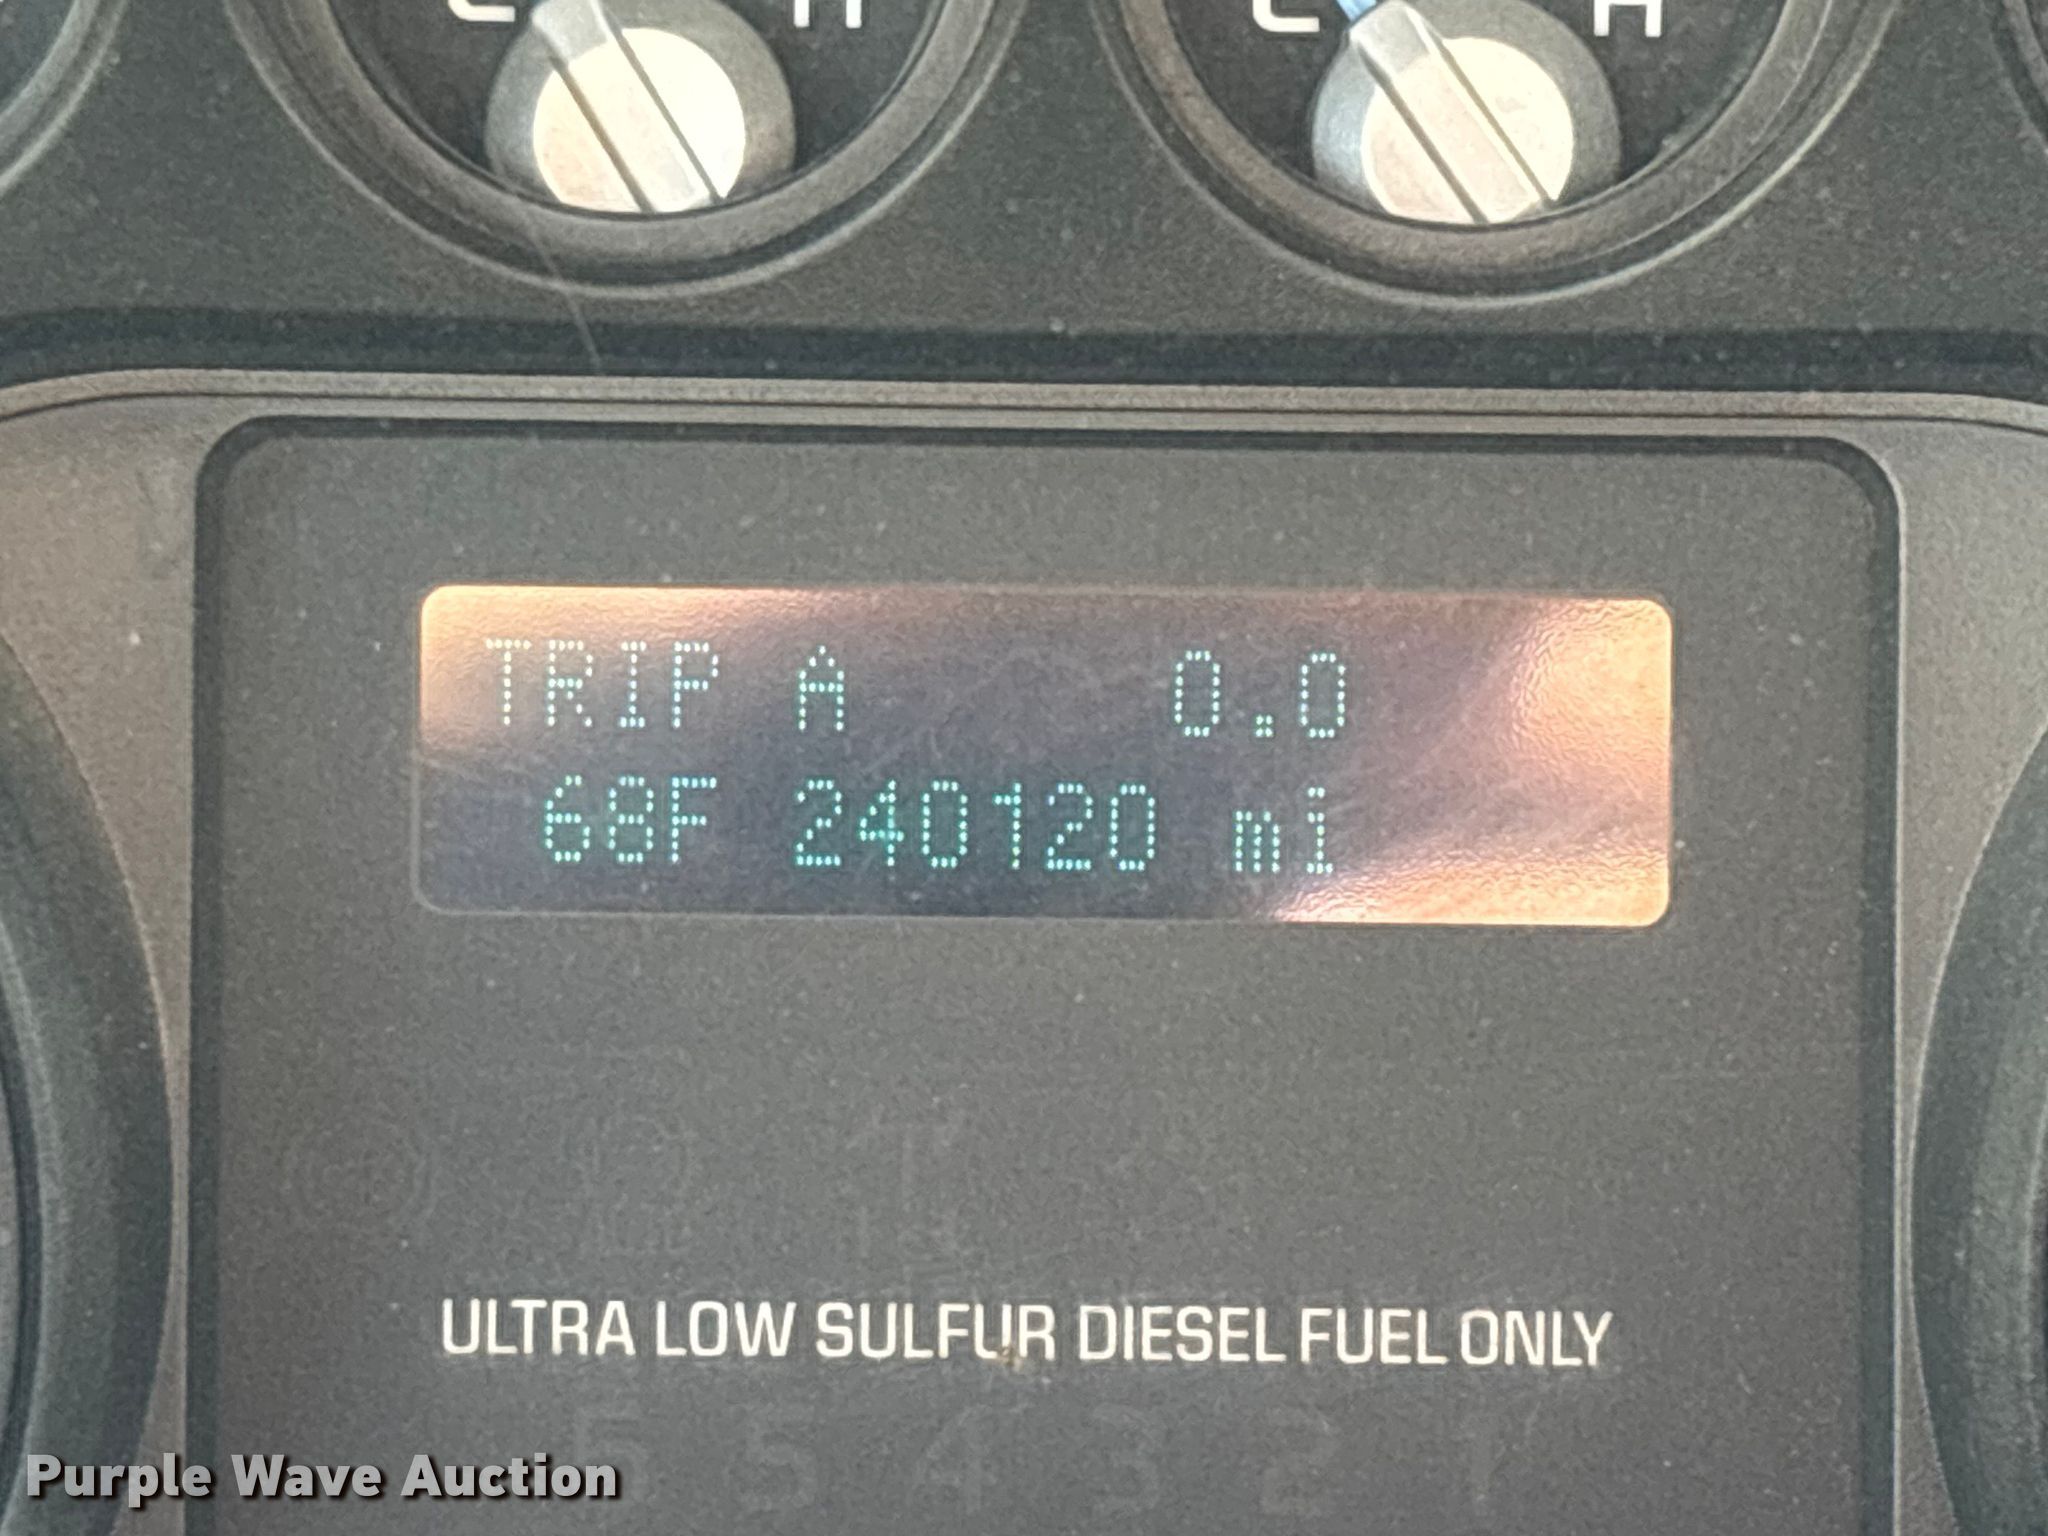 C H C H
TRIP A 0.0
68F 240120 mi
ULTRA LOW SULFUR DIESEL FUEL ONLY
Purple Wave Auction